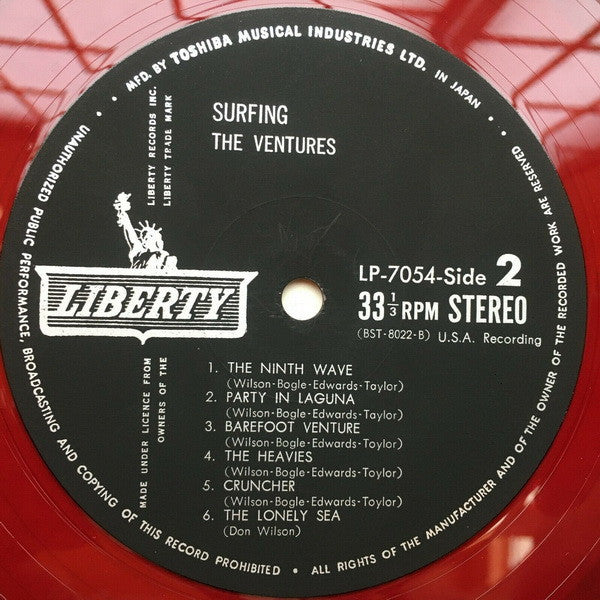 MFD. BY TOSHIBA MUSICAL INDUSTRIES LTD. IN JAPAN •
SURFING
THE VENTURES
LIBERTY RECORDS INC.
LIBERTY TRADE MARK
LIBERTY
LP-7054-Side 2
33 1/3 RPM STEREO
(BST-8022-B) U.S.A. Recording
1. THE NINTH WAVE
(Wilson-Bogle-Edwards-Taylor)
2. PARTY IN LAGUNA
(Wilson-Bogle-Edwards-Taylor)
3. BAREFOOT VENTURE
(Wilson-Bogle-Edwards-Taylor)
4. THE HEAVIES
(Wilson-Bogle-Edwards-Taylor)
5. CRUNCHER
(Wilson-Bogle-Edwards-Taylor)
6. THE LONELY SEA
(Don Wilson)
MADE UNDER LICENCE FROM
OWNERS OF THE
UNAUTHORIZED PUBLIC PERFORMANCE, BROADCASTING AND COPYING OF THIS RECORD PROHIBITED • ALL RIGHTS OF THE MANUFACTURER AND OF THE OWNER OF THE RECORDED WORK ARE RESERVED